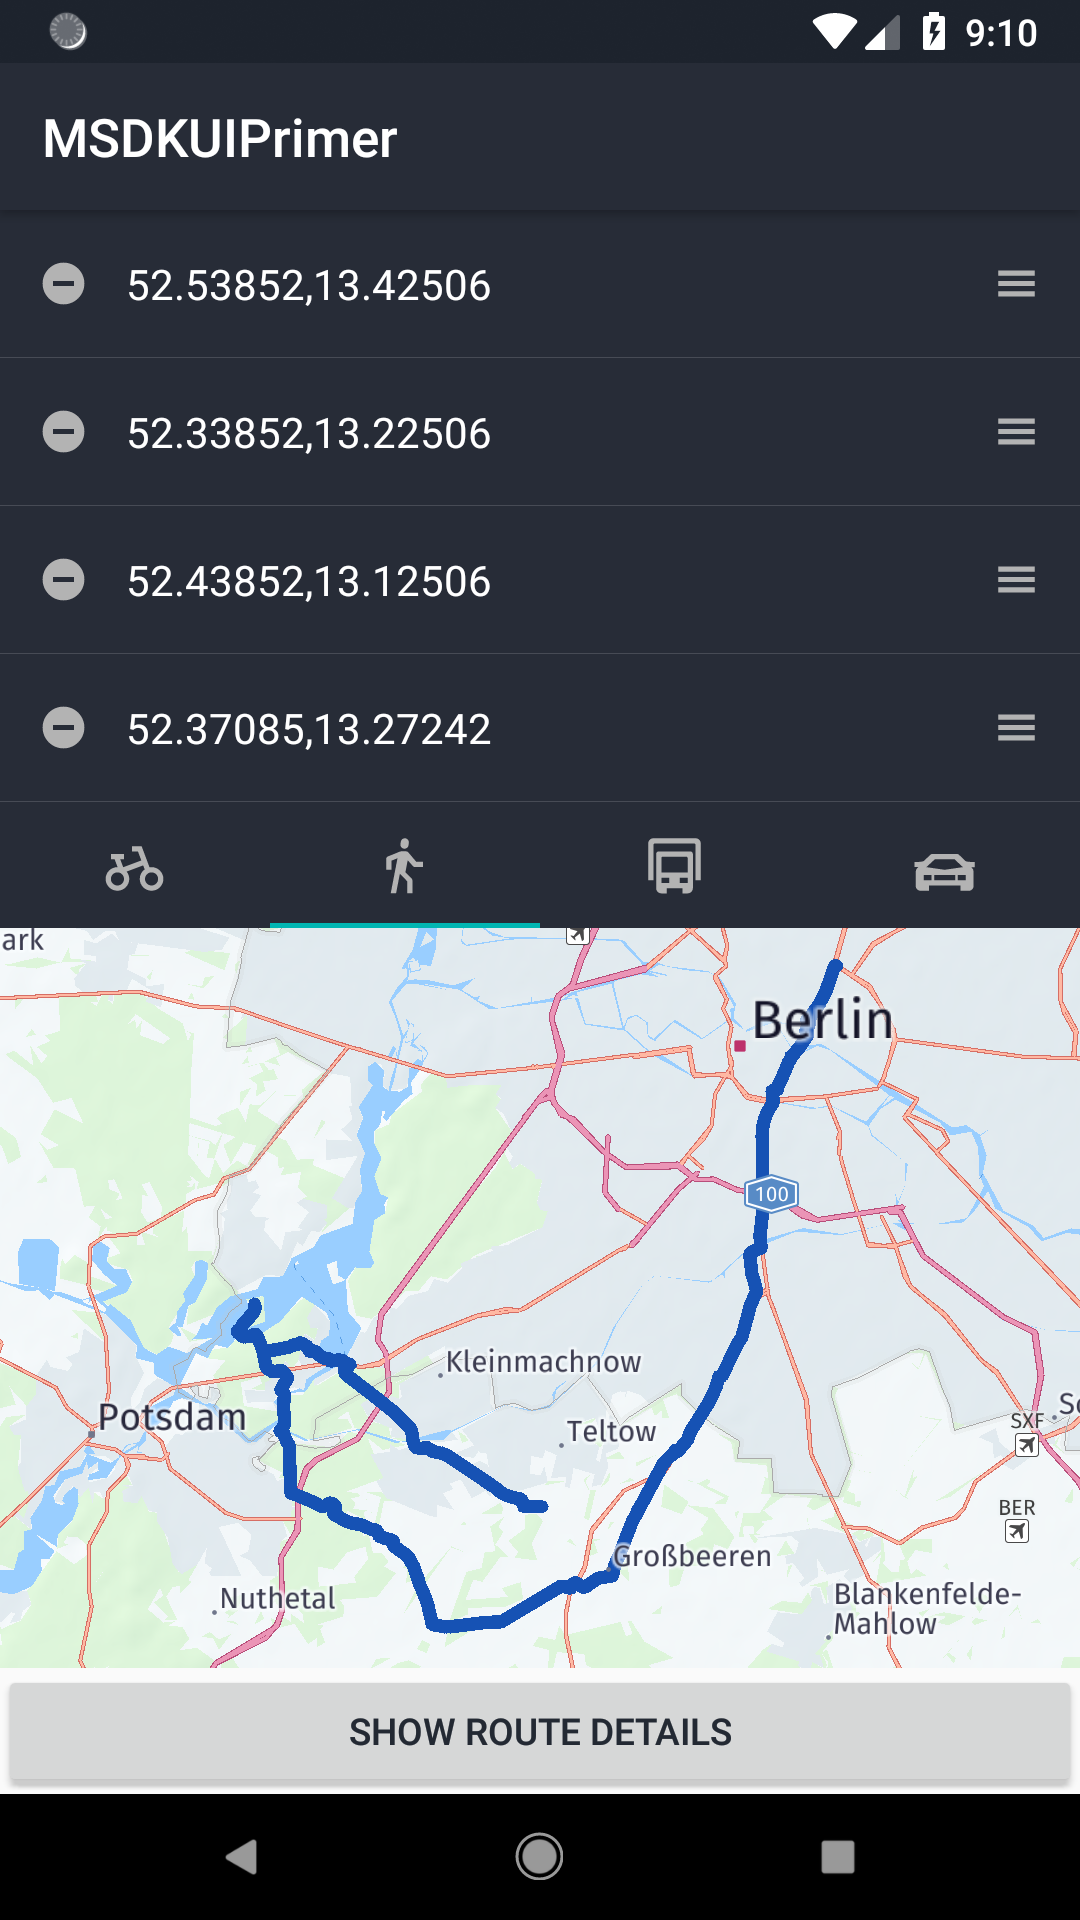 9:10
MSDKUIPrimer
52.53852,13.42506
52.33852,13.22506
52.43852,13.12506
52.37085,13.27242
ark
Berlin
100
Kleinmachnow
Potsdam
Teltow
SXF
BER
Großbeeren
Nuthetal
Blankenfelde-
Mahlow
SHOW ROUTE DETAILS